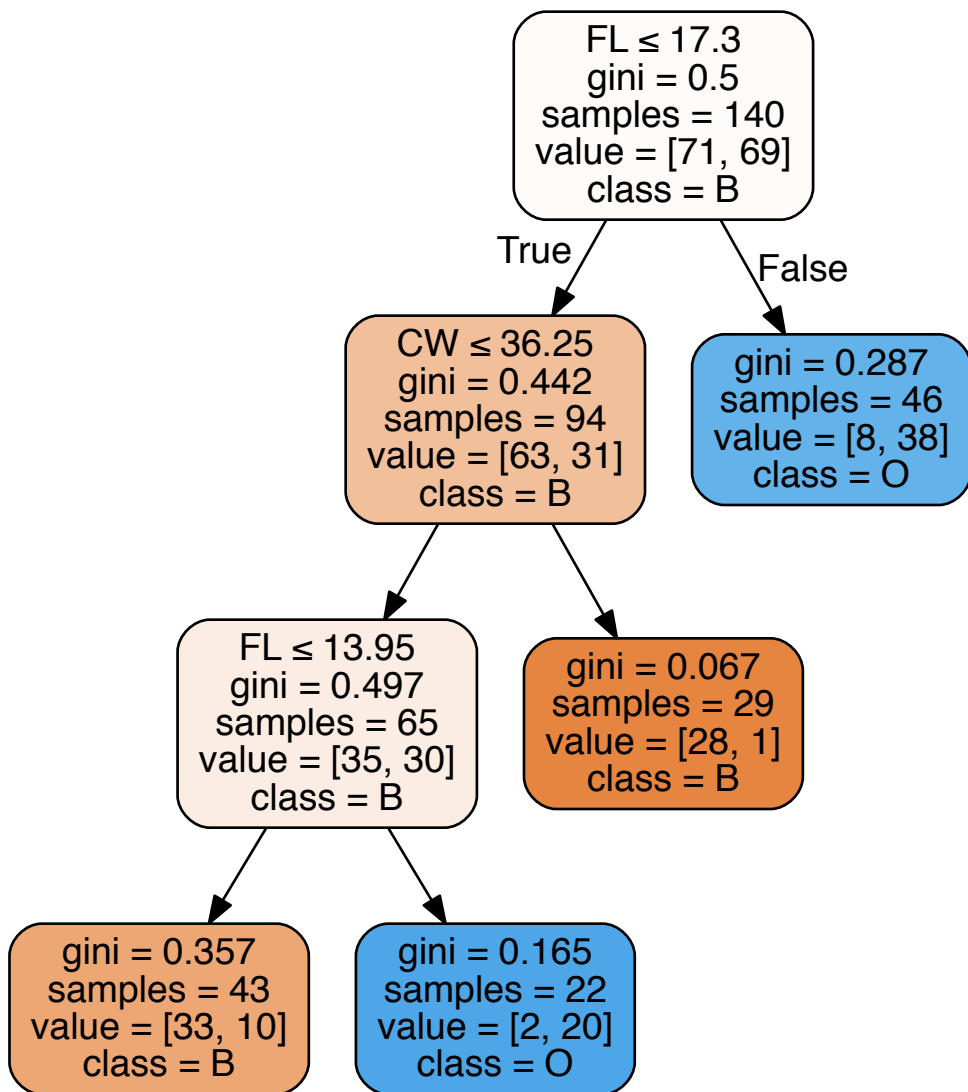 FL ≤ 17.3
gini = 0.5
samples = 140
value = [71, 69]
class = B
True
False
CW ≤ 36.25
gini = 0.442
samples = 94
value = [63, 31]
class = B
gini = 0.287
samples = 46
value = [8, 38]
class = O
FL ≤ 13.95
gini = 0.497
samples = 65
value = [35, 30]
class = B
gini = 0.067
samples = 29
value = [28, 1]
class = B
gini = 0.357
samples = 43
value = [33, 10]
class = B
gini = 0.165
samples = 22
value = [2, 20]
class = O